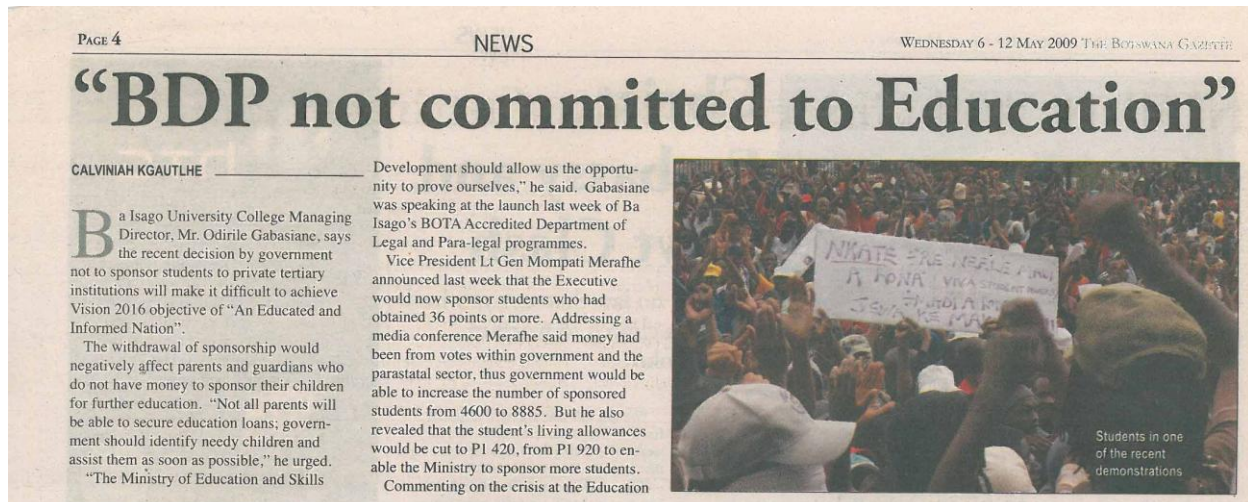 PAGE 4
NEWS
WEDNESDAY 6 - 12 MAY 2009 THE BOTSWANA GAZETTE
“BDP not committed to Education”
CALVINIAH KGAUTLHE
Ba Isago University College Managing
Director, Mr. Odirile Gabasiane, says
the recent decision by government
not to sponsor students to private tertiary
institutions will make it difficult to achieve
Vision 2016 objective of “An Educated and
Informed Nation”.
The withdrawal of sponsorship would
negatively affect parents and guardians who
do not have money to sponsor their children
for further education. “Not all parents will
be able to secure education loans; govern-
ment should identify needy children and
assist them as soon as possible,” he urged.
“The Ministry of Education and Skills
Development should allow us the opportu-
nity to prove ourselves,” he said. Gabasiane
was speaking at the launch last week of Ba
Isago’s BOTA Accredited Department of
Legal and Para-legal programmes.
Vice President Lt Gen Mompati Merafhe
announced last week that the Executive
would now sponsor students who had
obtained 36 points or more. Addressing a
media conference Merafhe said money had
been from votes within government and the
parastatal sector, thus government would be
able to increase the number of sponsored
students from 4600 to 8885. But he also
revealed that the student’s living allowances
would be cut to P1 420, from P1 920 to en-
able the Ministry to sponsor more students.
Commenting on the crisis at the Education
NKATE
A KONA VIVA STUDENT
KE
Students in one
of the recent
demonstrations